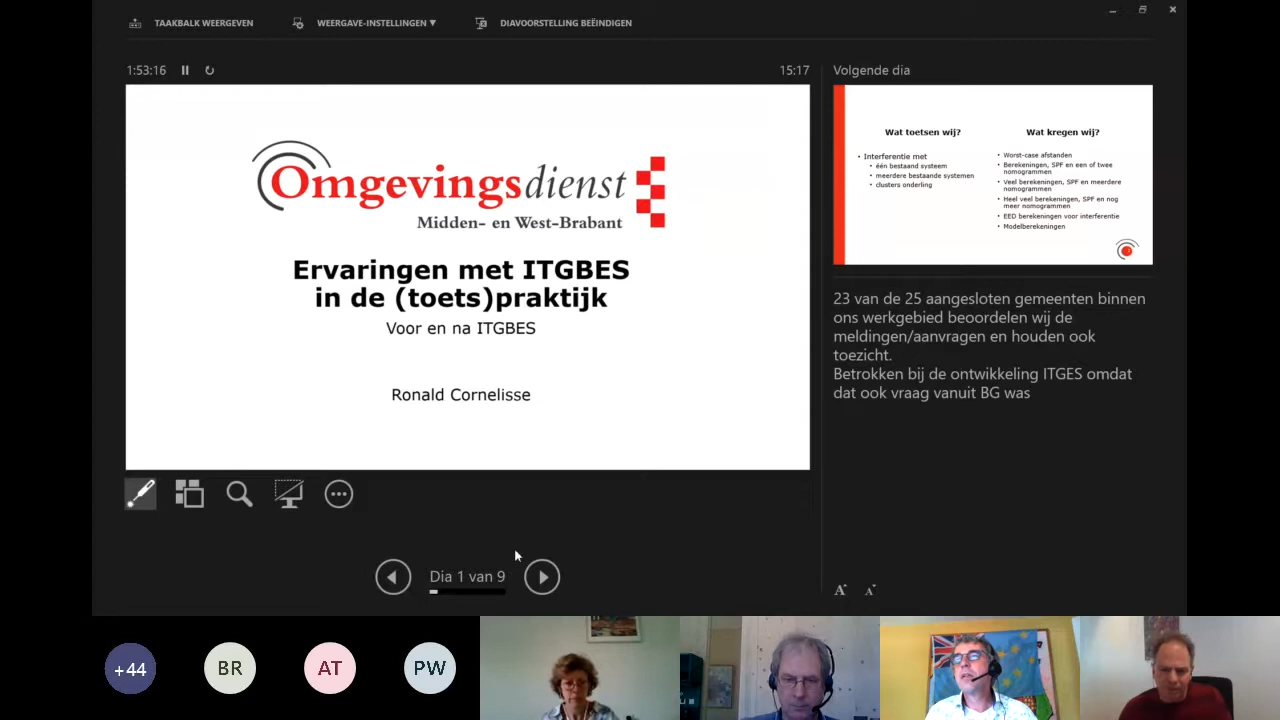 TAAKBALK WEERGEVEN
WEERGAVE-INSTELLINGEN ▼
DIAVOORSTELLING BEËINDIGEN
1:53:16
15:17
Omgevingsdienst
Midden- en West-Brabant
Ervaringen met ITGBES
in de (toets)praktijk
Voor en na ITGBES
Ronald Cornelisse
Dia 1 van 9
Volgende dia
Wat toetsen wij?
• Interferentie met
• één bestaand systeem
• meerdere bestaande systemen
• clusters onderling
Wat kregen wij?
• Worst-case afstanden
• Berekeningen, SPF en een of twee
nomogrammen
• Veel berekeningen, SPF en meerdere
nomogrammen
• Heel veel berekeningen, SPF en nog
meer nomogrammen
• EED berekeningen voor interferentie
• Modelberekeningen
23 van de 25 aangesloten gemeenten binnen
ons werkgebied beoordelen wij de
meldingen/aanvragen en houden ook
toezicht.
Betrokken bij de ontwikkeling ITGES omdat
dat ook vraag vanuit BG was
A A
+44
BR
AT
PW